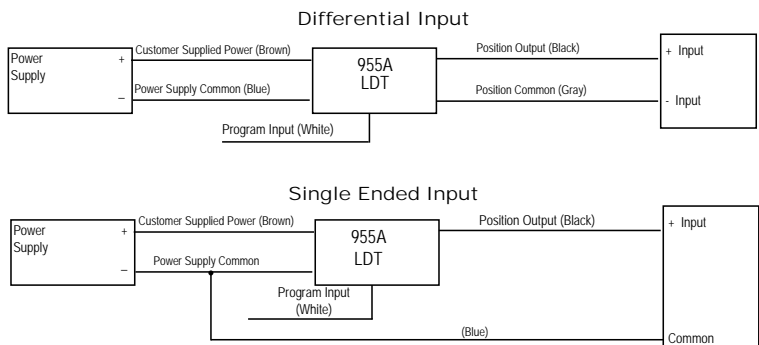 Differential Input
Power
Supply
+
–
Customer Supplied Power (Brown)
Power Supply Common (Blue)
955A
LDT
Program Input (White)
Position Output (Black)
Position Common (Gray)
+ Input
- Input
Single Ended Input
Power
Supply
+
–
Customer Supplied Power (Brown)
Power Supply Common
955A
LDT
Program Input
(White)
Position Output (Black)
(Blue)
+ Input
Common